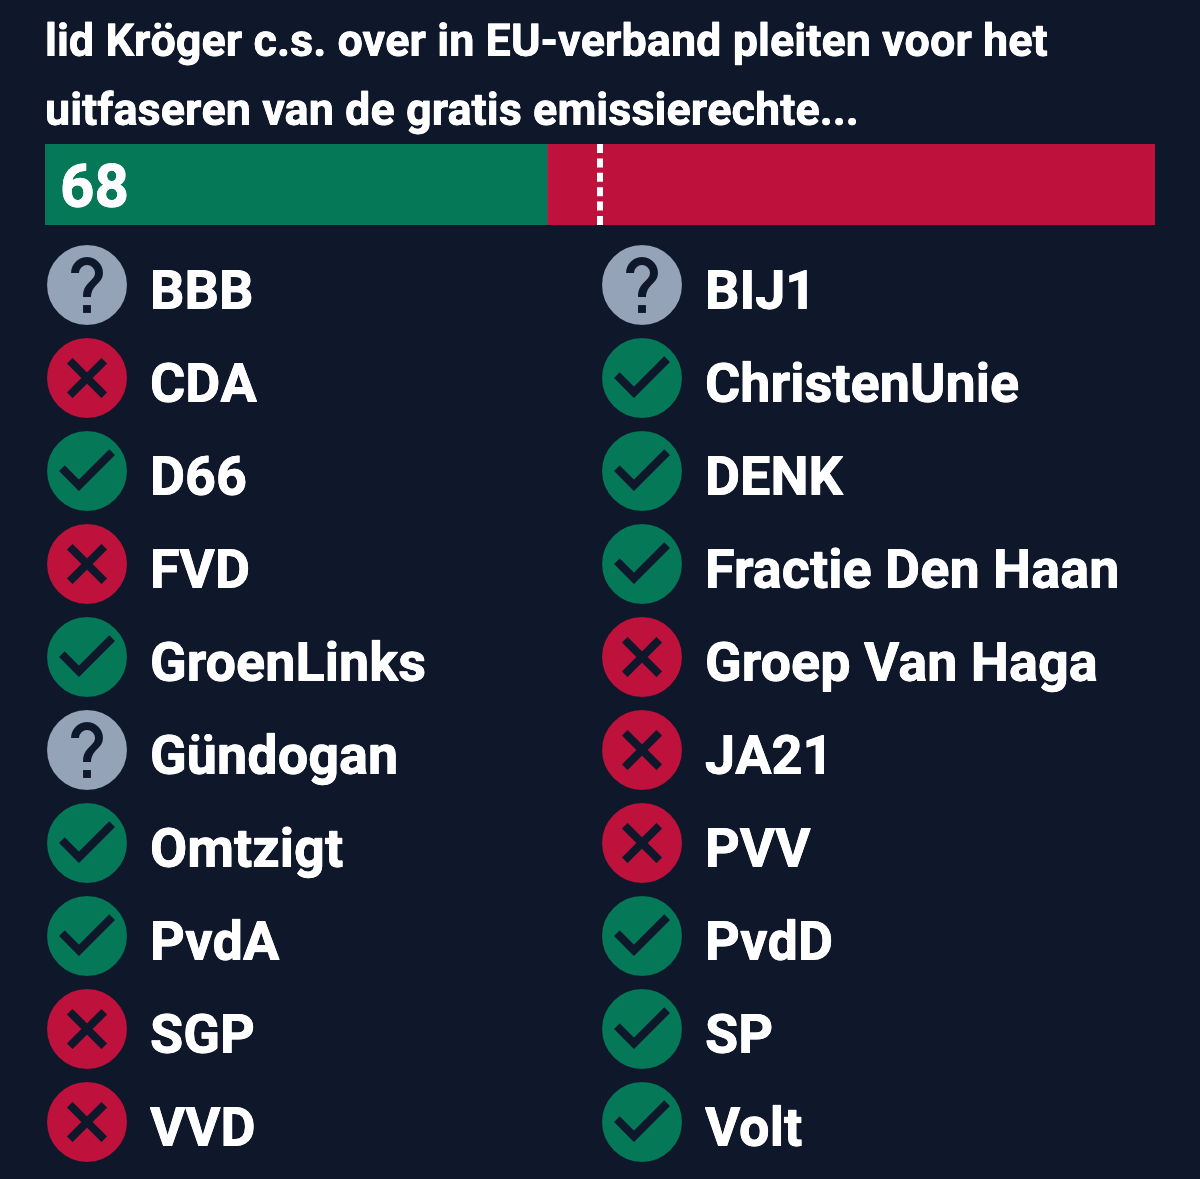 lid Kröger c.s. over in EU-verband pleiten voor het
uitfaseren van de gratis emissierechte...
68
? BBB
? BIJ1
CDA
ChristenUnie
D66
DENK
FVD
Fractie Den Haan
GroenLinks
Groep Van Haga
? Gündogan
JA21
Omtzigt
PVV
PvdA
PvdD
SGP
SP
VVD
Volt